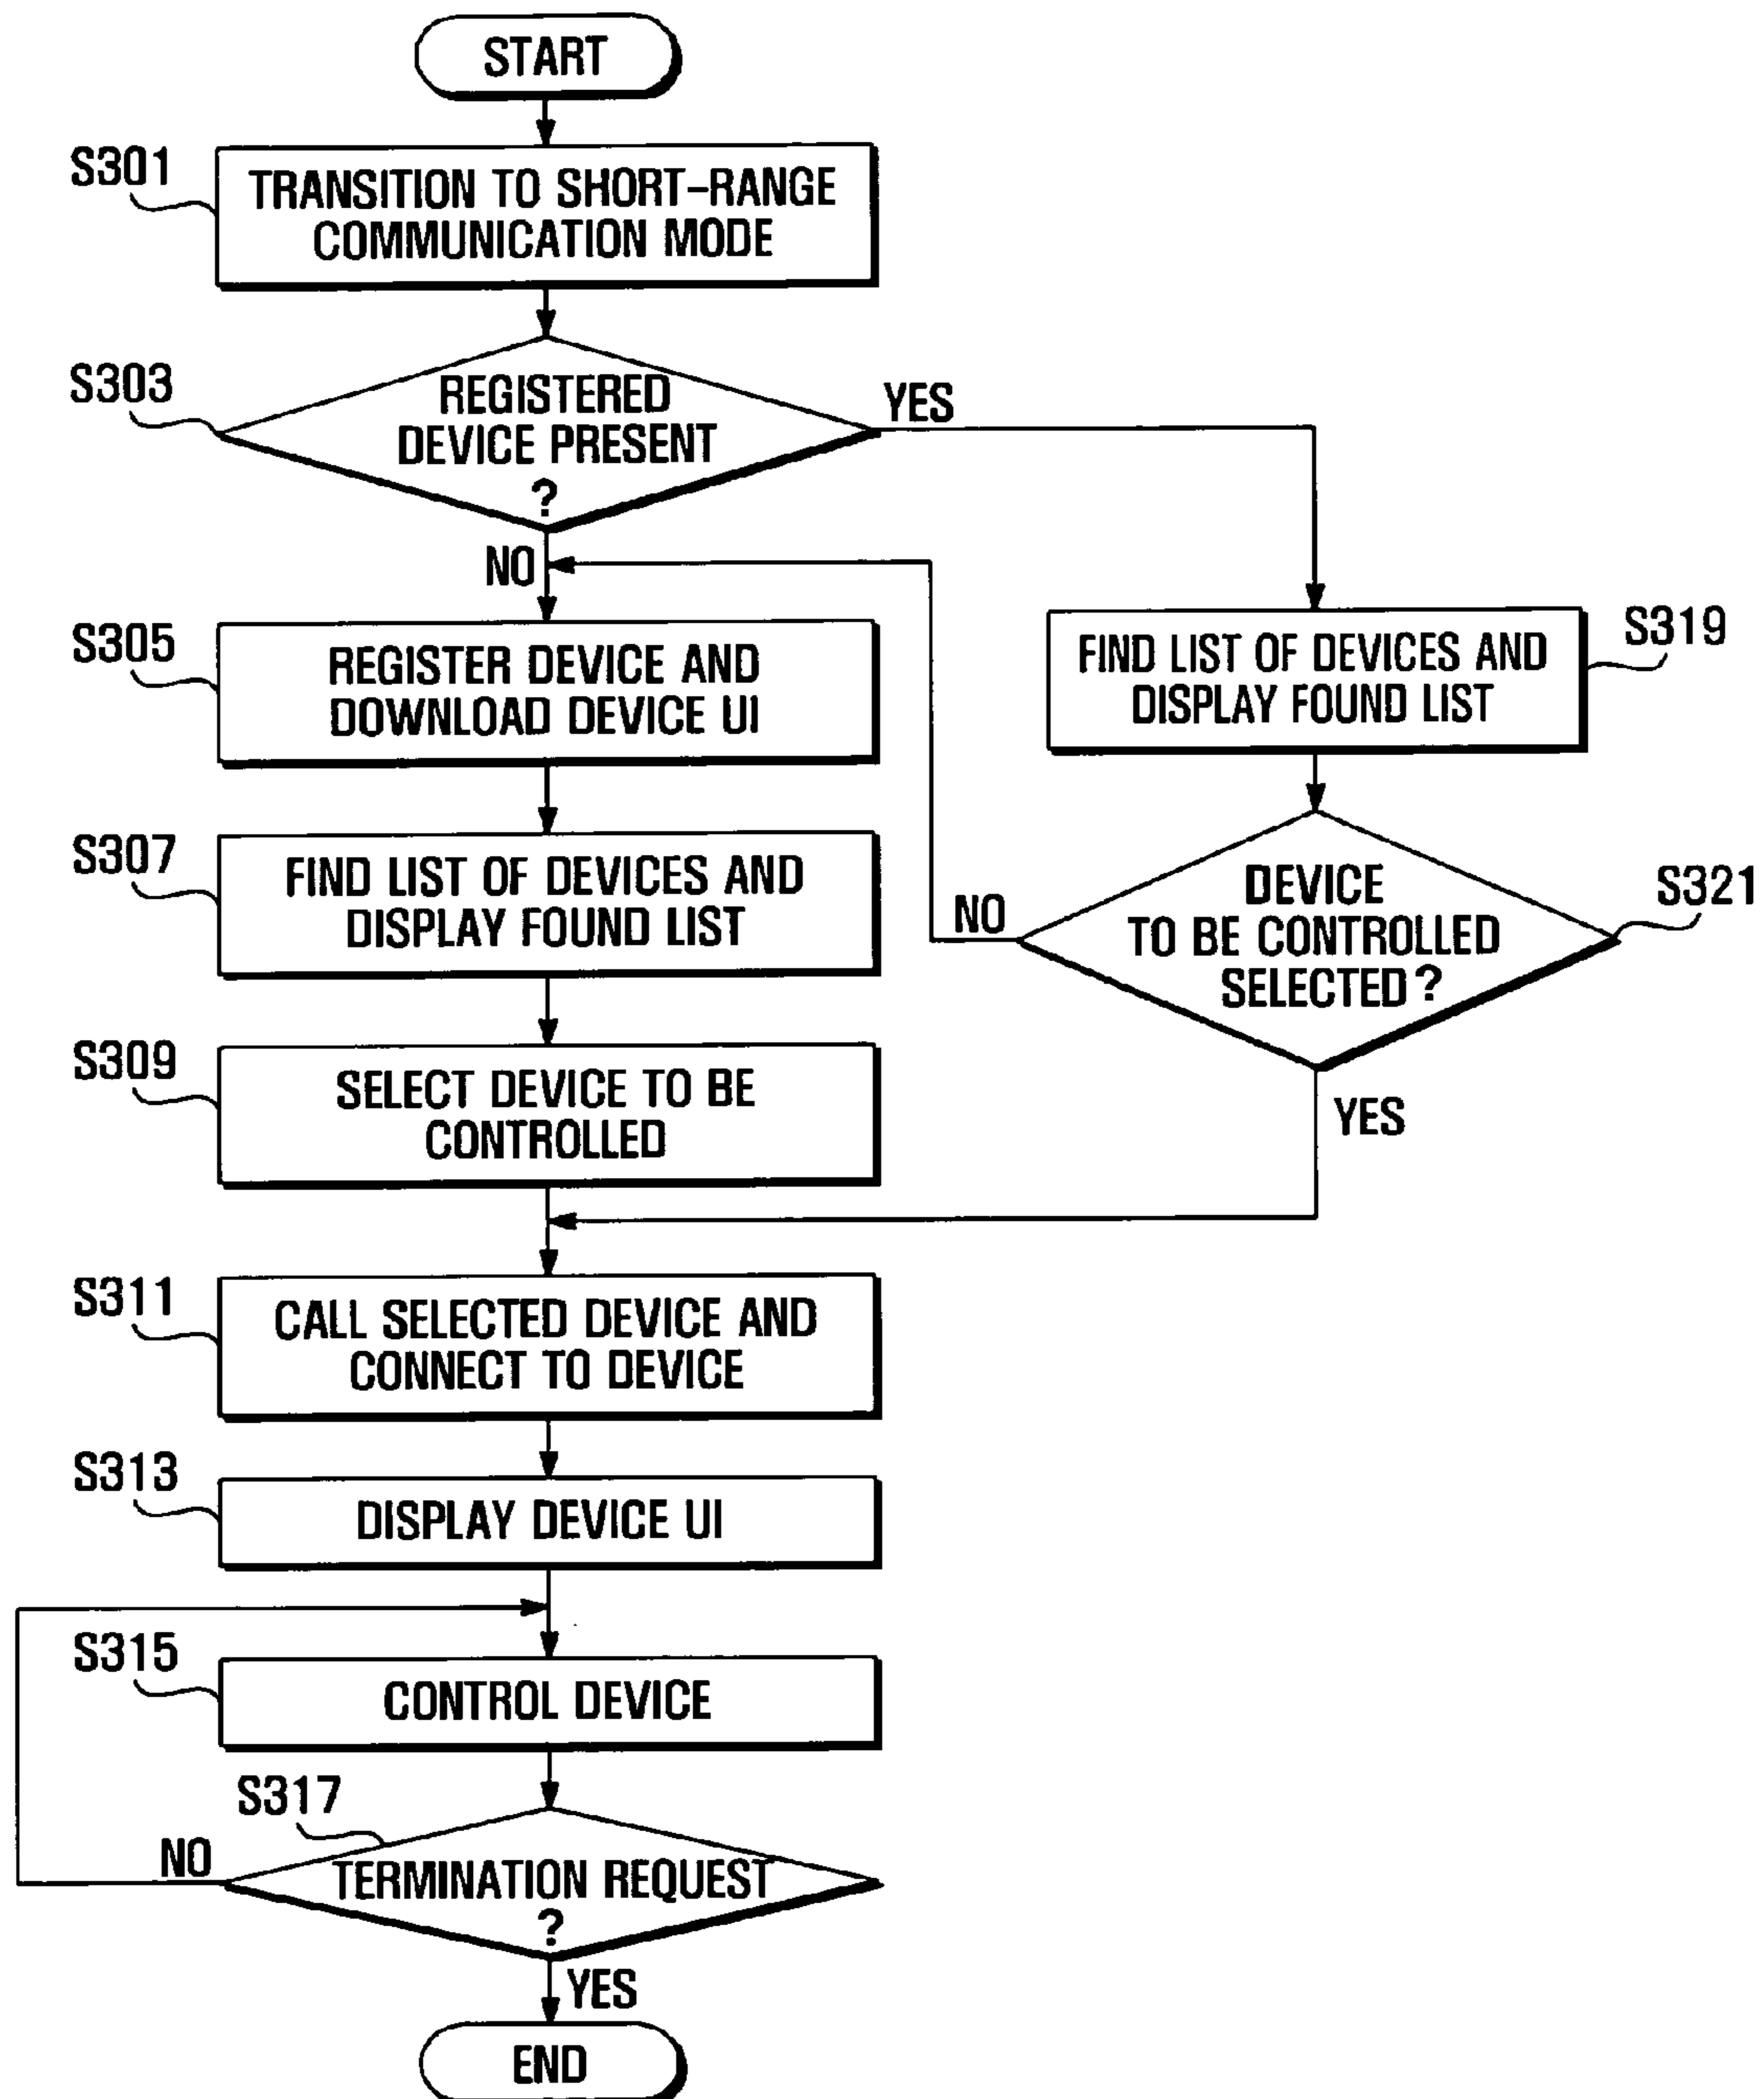 START
S301
TRANSITION TO SHORT-RANGE
COMMUNICATION MODE
S303
REGISTERED
DEVICE PRESENT
?
YES
NO
S305
REGISTER DEVICE AND
DOWNLOAD DEVICE UI
S319
FIND LIST OF DEVICES AND
DISPLAY FOUND LIST
S307
FIND LIST OF DEVICES AND
DISPLAY FOUND LIST
S321
DEVICE
TO BE CONTROLLED
SELECTED?
NO
YES
S309
SELECT DEVICE TO BE
CONTROLLED
S311
CALL SELECTED DEVICE AND
CONNECT TO DEVICE
S313
DISPLAY DEVICE UI
S315
CONTROL DEVICE
S317
NO
TERMINATION REQUEST
?
YES
END